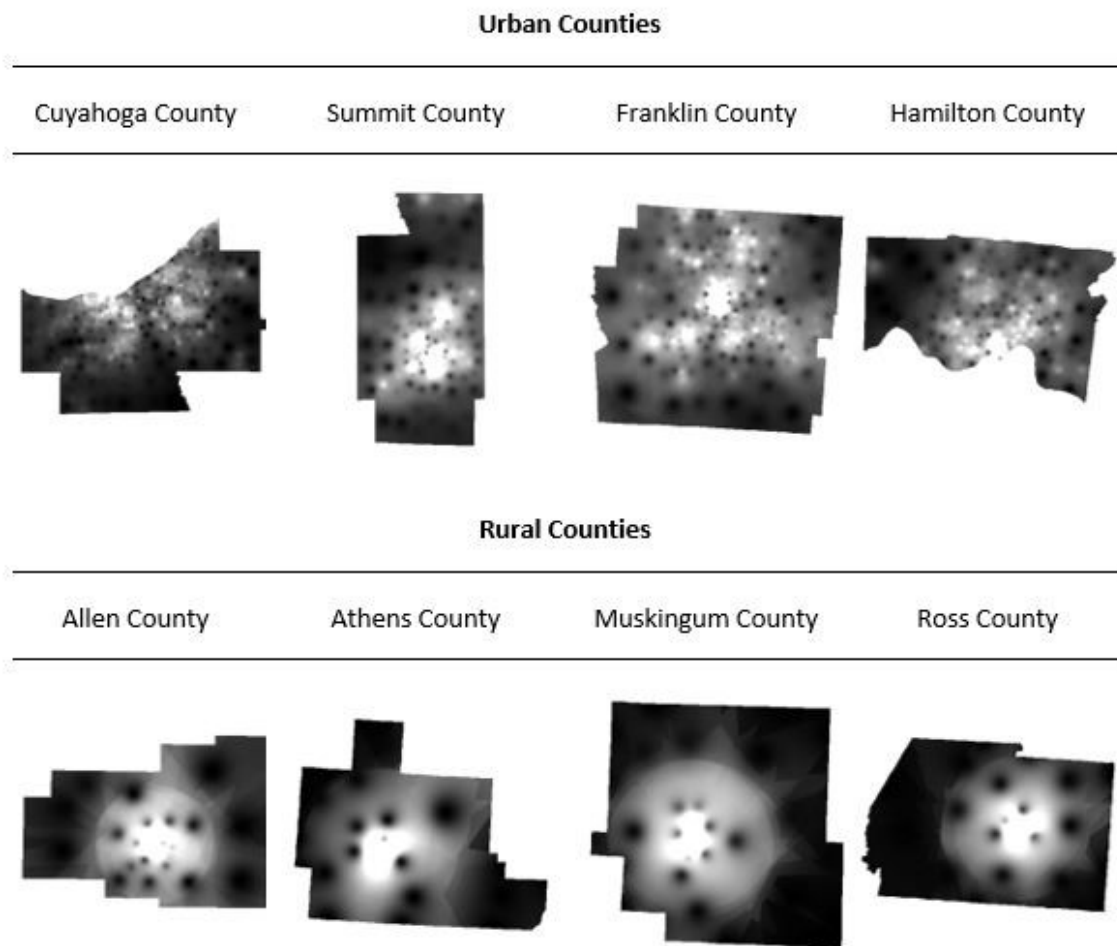 Urban Counties
Cuyahoga County Summit County Franklin County Hamilton County
Rural Counties
Allen County Athens County Muskingum County Ross County